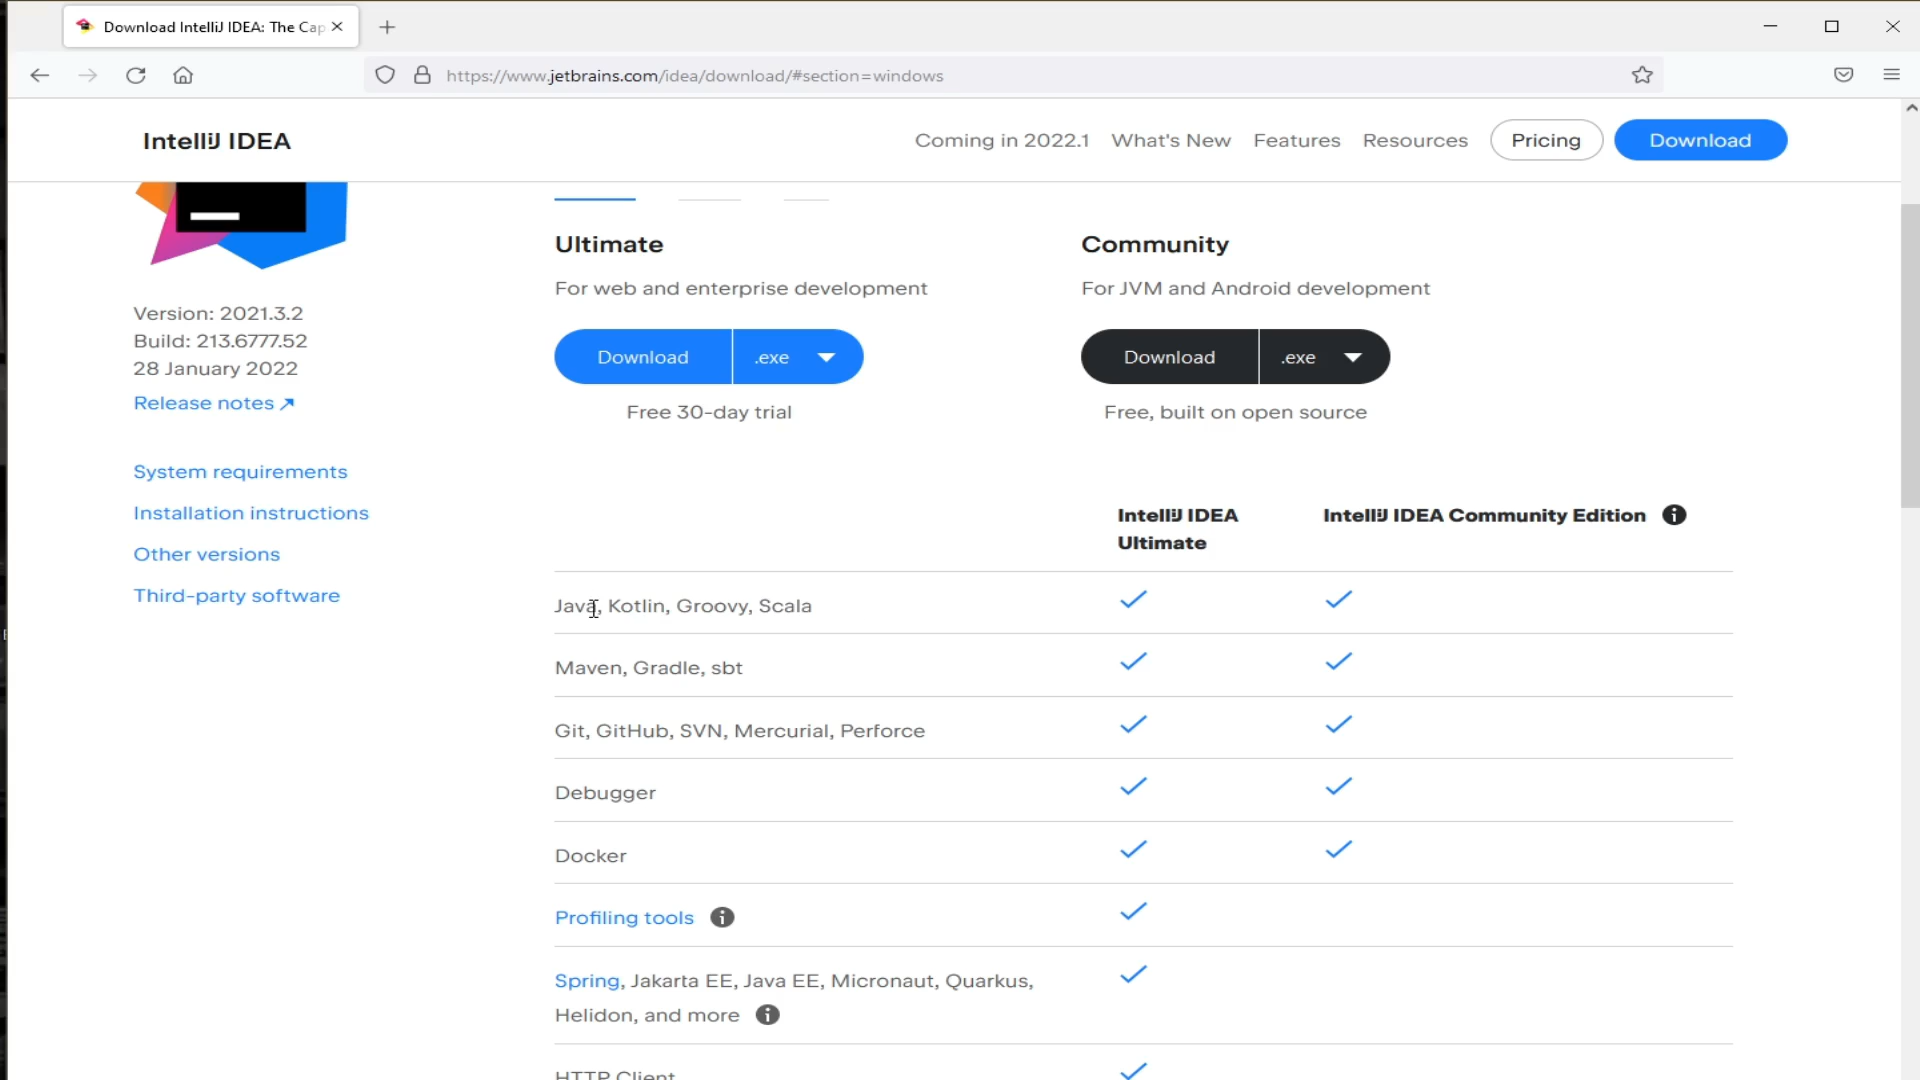 Download IntelliJ IDEA: The Cap
https://www.jetbrains.com/idea/download/#section=windows
IntelliJ IDEA
Coming in 2022.1
What's New
Features
Resources
Pricing
Download
Version: 2021.3.2
Build: 213.6777.52
28 January 2022
Release notes ↗
System requirements
Installation instructions
Other versions
Third-party software
Ultimate
For web and enterprise development
Download
.exe
Free 30-day trial
Community
For JVM and Android development
Download
.exe
Free, built on open source
IntelliJ IDEA
Ultimate
IntelliJ IDEA Community Edition
Java, Kotlin, Groovy, Scala
Maven, Gradle, sbt
Git, GitHub, SVN, Mercurial, Perforce
Debugger
Docker
Profiling tools
Spring, Jakarta EE, Java EE, Micronaut, Quarkus,
Helidon, and more
HTTP Client